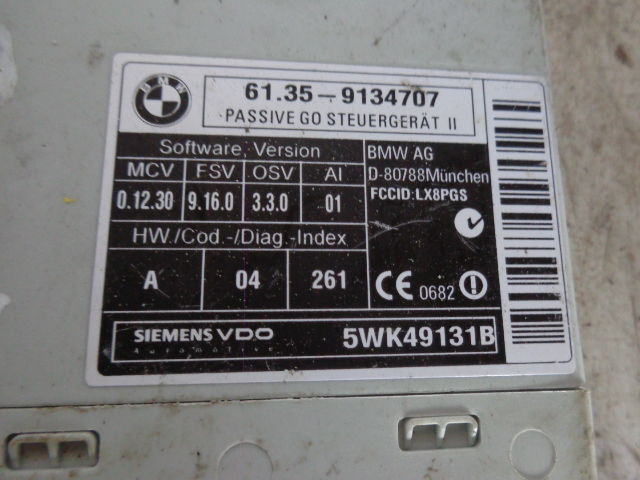 BMW
61.35-9134707
PASSIVE GO STEUERGERÄT II
Software, Version
MCV FSV OSV AI
0.12.30 9.16.0 3.3.0 01
HW./Cod.-/Diag.-Index
A 04 261
BMW AG
D-80788München
FCCID:LX8PGS
CE 0682
SIEMENS VDO
Automotive
5WK49131B